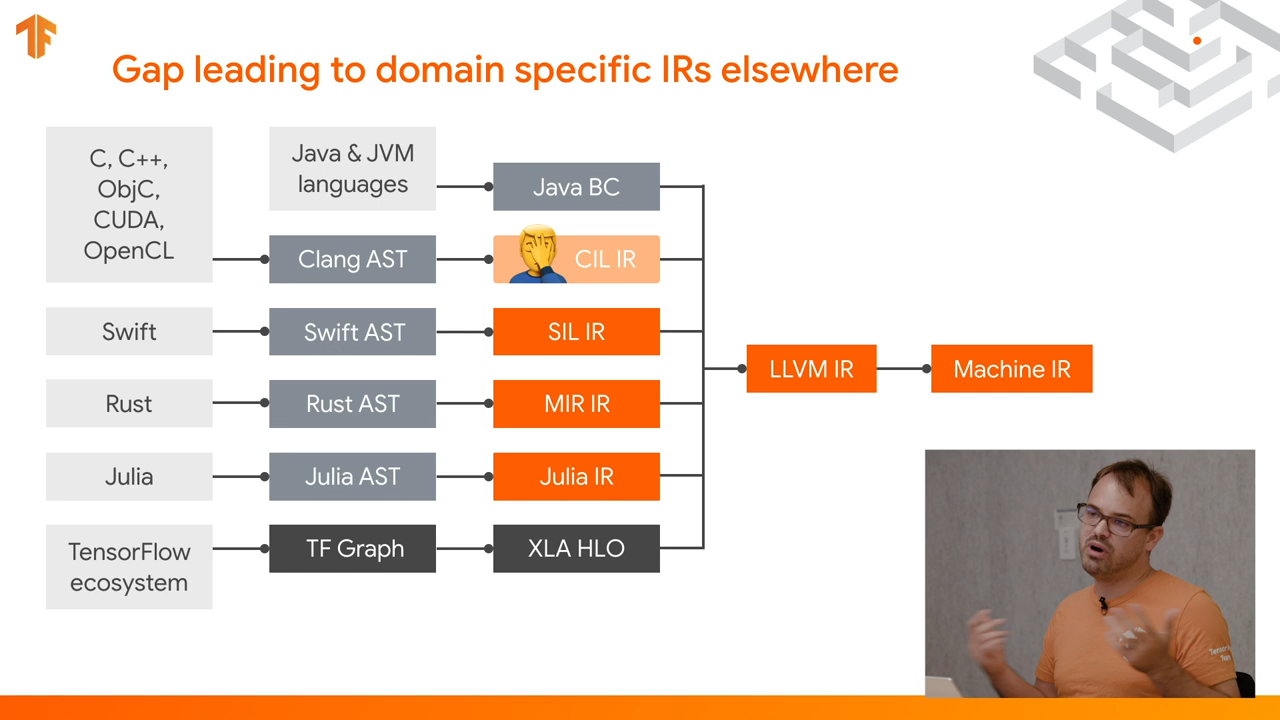 Gap leading to domain specific IRs elsewhere
C, C++,
ObjC,
CUDA,
OpenCL
Java & JVM
languages
Java BC
Clang AST
CIL IR
Swift
Swift AST
SIL IR
LLVM IR
Machine IR
Rust
Rust AST
MIR IR
Julia
Julia AST
Julia IR
TensorFlow
ecosystem
TF Graph
XLA HLO